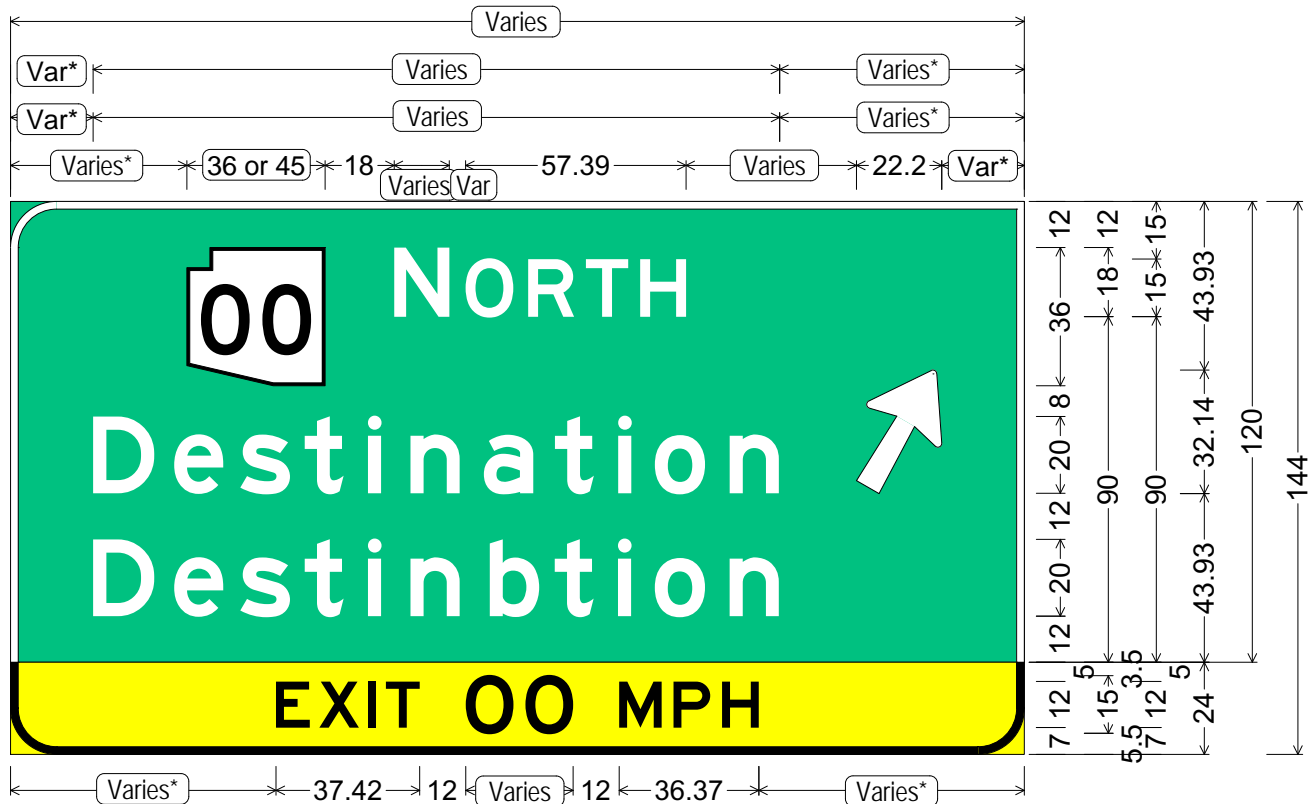 Varies
Var* Varies Varies*
Var* Varies Varies*
Varies* 36 or 45 18 Varies Var 57.39 Varies 22.2 Var*
00 NORTH
Destination
Destinbtion
EXIT 00 MPH
12 36 8 20 12 20 12 5 12 7
12 18 90 15 5.5
15 15 90 3.5 12 7
43.93 32.14 43.93 5 24
120
144
Varies* 37.42 12 Varies 12 36.37 Varies*